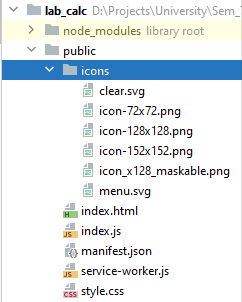 lab_calc D:\Projects\University\Sem_
node_modules library root
public
icons
clear.svg
icon-72x72.png
icon-128x128.png
icon-152x152.png
icon_x128_maskable.png
menu.svg
index.html
index.js
manifest.json
service-worker.js
style.css